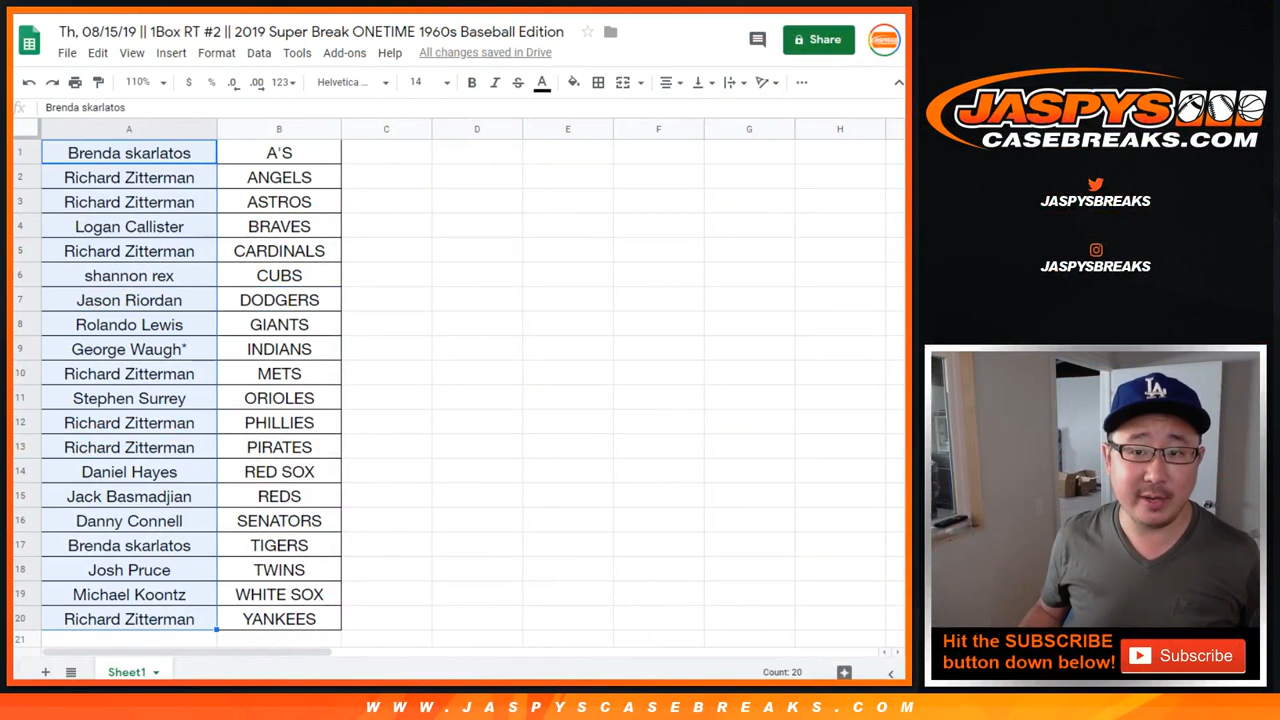 Th, 08/15/19 || 1Box RT #2 || 2019 Super Break ONETIME 1960s Baseball Edition
File Edit View Insert Format Data Tools Add-ons Help All changes saved in Drive
Share
110% $ % .0 .00 123 Helvetica ... 14 B I S A
fx Brenda skarlatos
A B C D E F G H
1 Brenda skarlatos A'S
2 Richard Zitterman ANGELS
3 Richard Zitterman ASTROS
4 Logan Callister BRAVES
5 Richard Zitterman CARDINALS
6 shannon rex CUBS
7 Jason Riordan DODGERS
8 Rolando Lewis GIANTS
9 George Waugh* INDIANS
10 Richard Zitterman METS
11 Stephen Surrey ORIOLES
12 Richard Zitterman PHILLIES
13 Richard Zitterman PIRATES
14 Daniel Hayes RED SOX
15 Jack Basmadjian REDS
16 Danny Connell SENATORS
17 Brenda skarlatos TIGERS
18 Josh Pruce TWINS
19 Michael Koontz WHITE SOX
20 Richard Zitterman YANKEES
21
Sheet1
Count: 20
JASPYS
CASEBREAKS.COM
JASPYSBREAKS
JASPYSBREAKS
LA
Hit the SUBSCRIBE
button down below!
Subscribe
WWW.JASPYSCASEBREAKS.COM